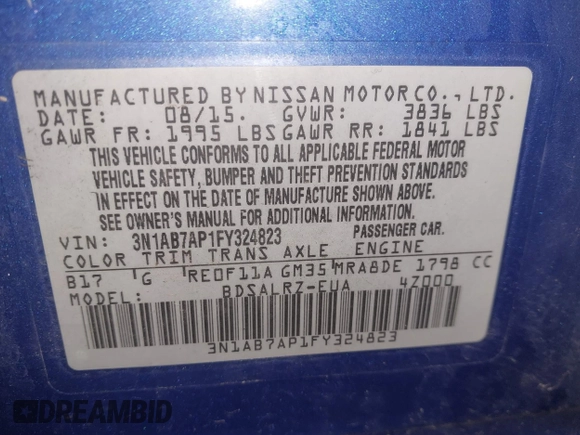 MANUFACTURED BY NISSAN MOTOR CO., LTD.
DATE: 08/15. GVWR: 3836 LBS
GAWR FR: 1995 LBS GAWR RR: 1841 LBS
THIS VEHICLE CONFORMS TO ALL APPLICABLE FEDERAL MOTOR
VEHICLE SAFETY, BUMPER AND THEFT PREVENTION STANDARDS
IN EFFECT ON THE DATE OF MANUFACTURE SHOWN ABOVE.
SEE OWNER'S MANUAL FOR ADDITIONAL INFORMATION.
VIN: 3N1AB7AP1FY324823 PASSENGER CAR.
COLOR TRIM TRANS AXLE ENGINE
B17 G RE0F11A GM35 MRA8DE 1798 CC
MODEL: BDSALRZ-EUA 4Z000
3N1AB7AP1FY324823
DREAMBID